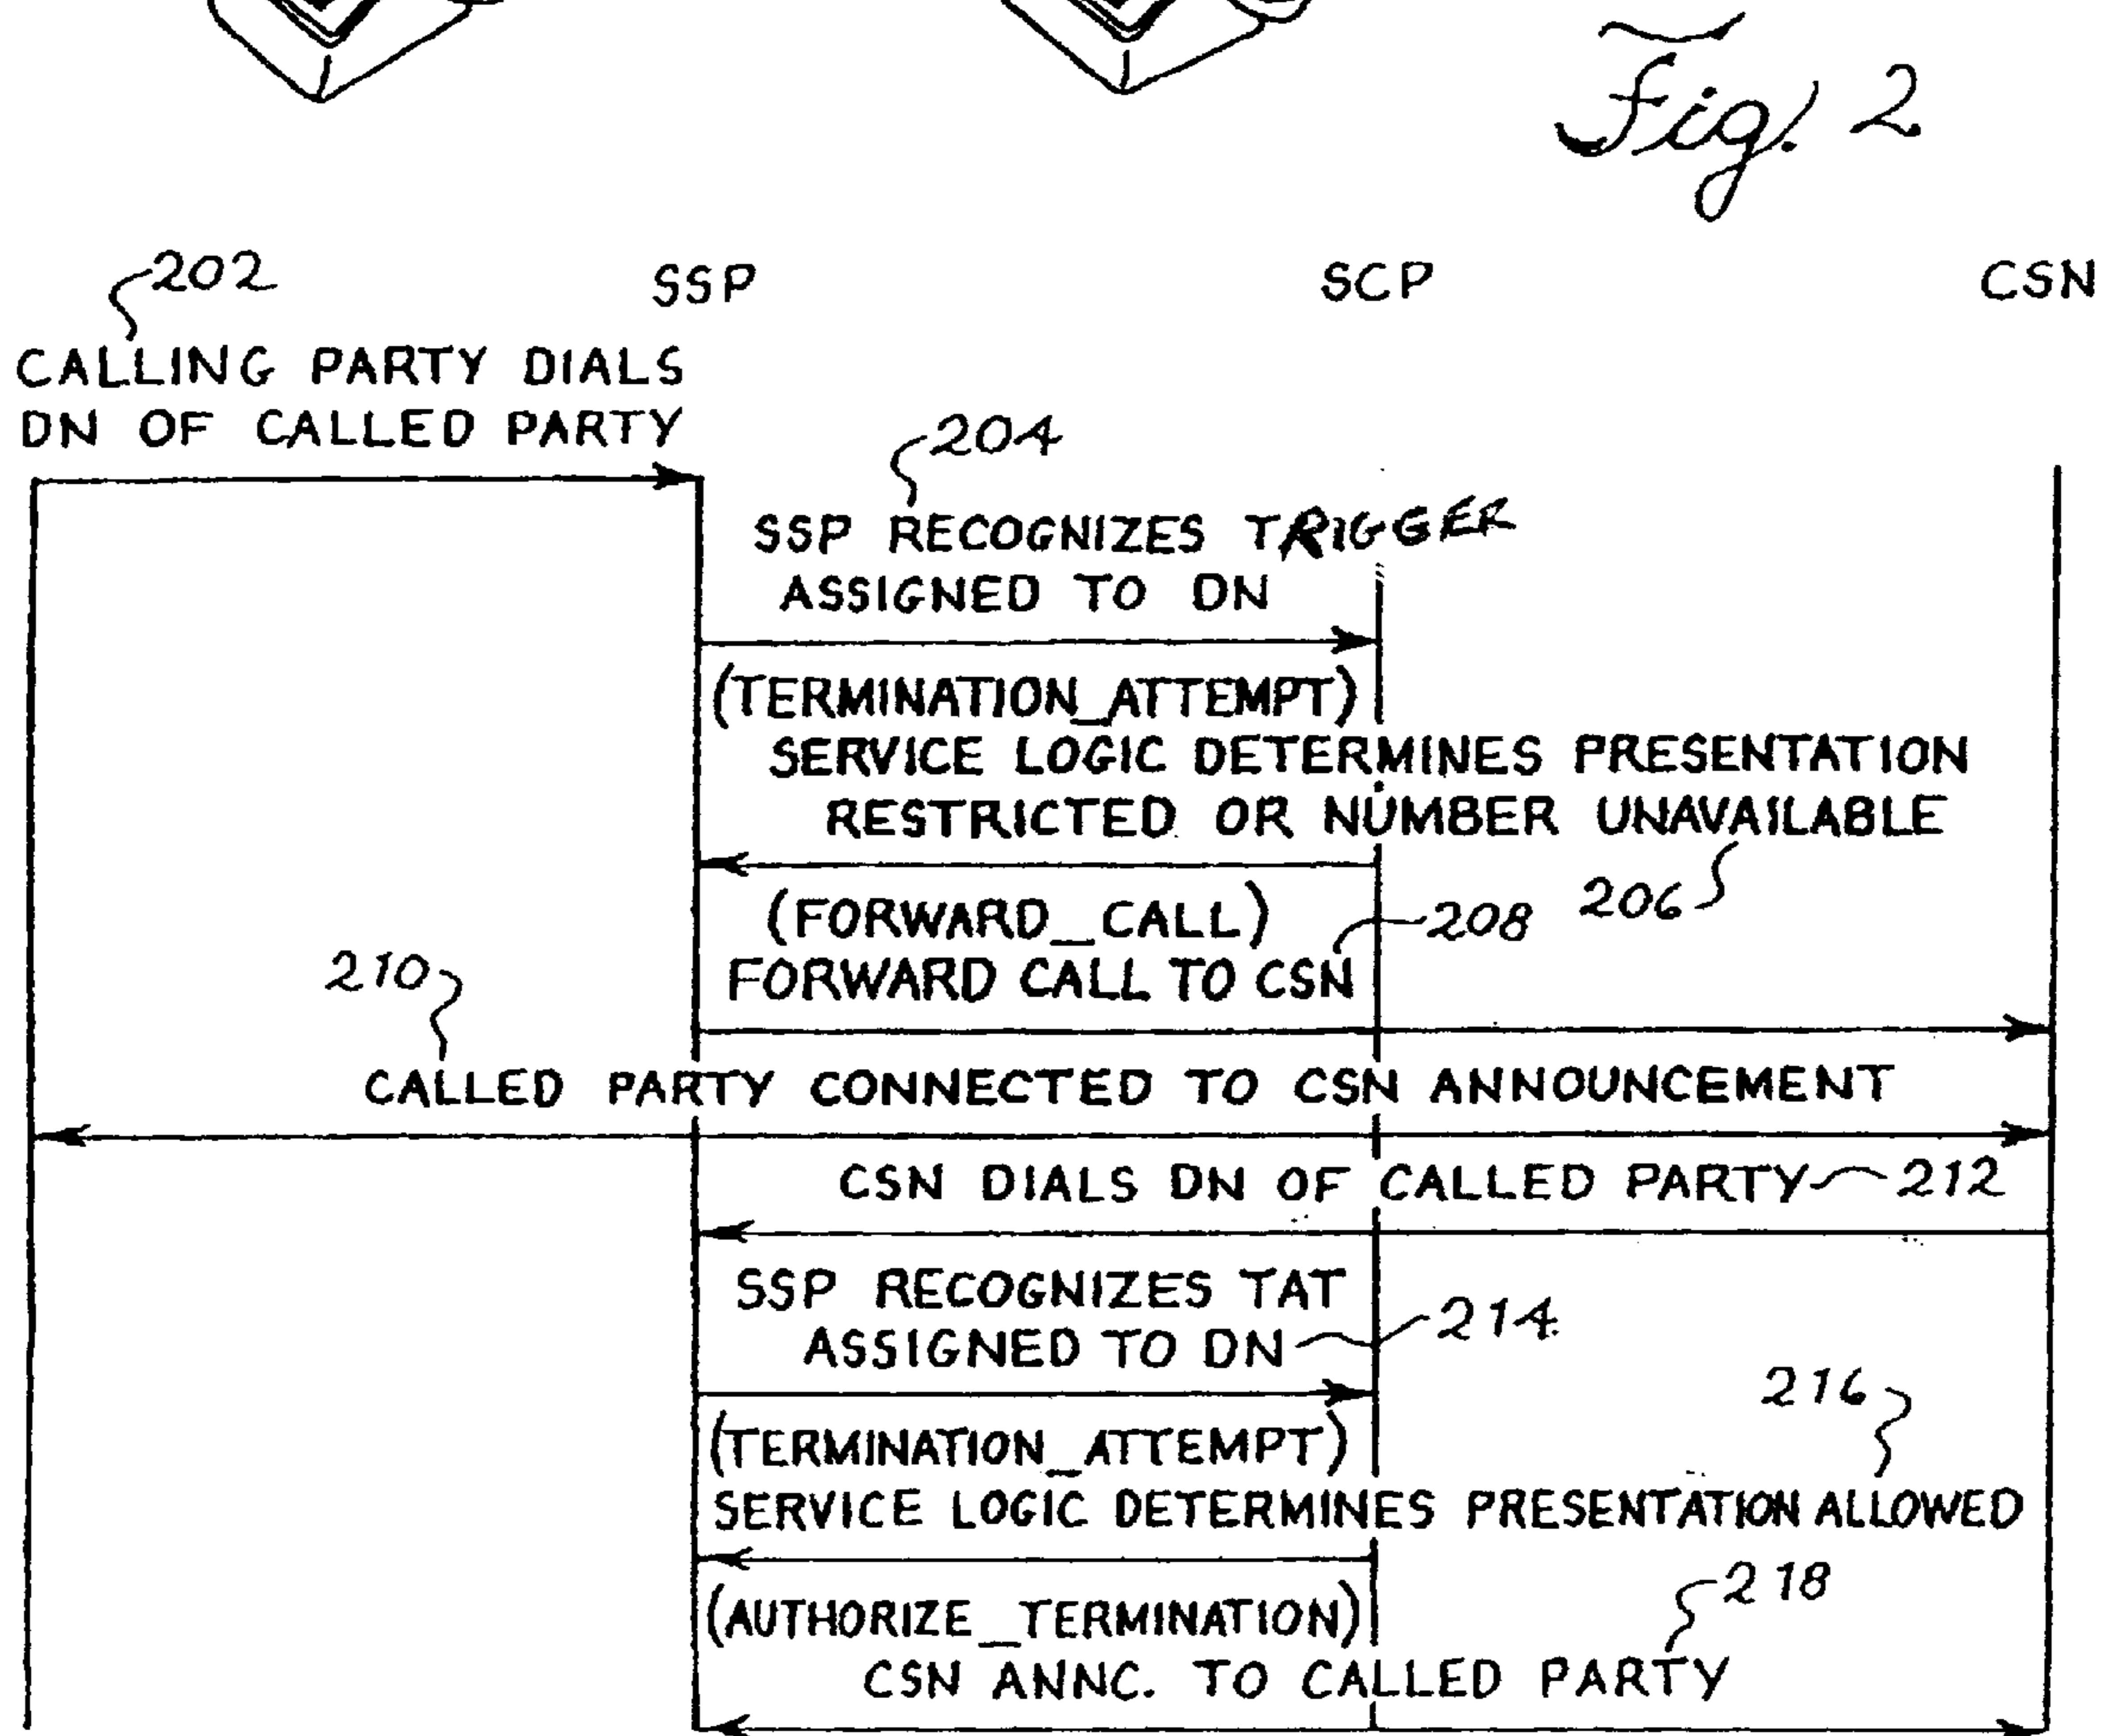 Fig. 2
202
SSP
SCP
CSN
CALLING PARTY DIALS
DN OF CALLED PARTY
204
SSP RECOGNIZES TRIGGER
ASSIGNED TO DN
(TERMINATION_ATTEMPT)
SERVICE LOGIC DETERMINES PRESENTATION
RESTRICTED OR NUMBER UNAVAILABLE
206
(FORWARD_CALL)
208
FORWARD CALL TO CSN
210
CALLED PARTY CONNECTED TO CSN ANNOUNCEMENT
CSN DIALS DN OF CALLED PARTY 212
SSP RECOGNIZES TAT
ASSIGNED TO DN 214
216
(TERMINATION_ATTEMPT)
SERVICE LOGIC DETERMINES PRESENTATION ALLOWED
218
(AUTHORIZE_TERMINATION)
CSN ANNC. TO CALLED PARTY